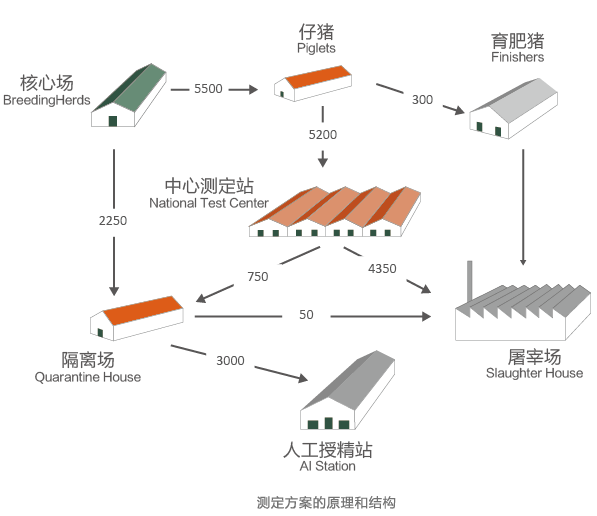 仔猪
Piglets
育肥猪
Finishers
核心场
BreedingHerds
5500
300
5200
中心测定站
National Test Center
2250
750
4350
50
隔离场
Quarantine House
屠宰场
Slaughter House
3000
人工授精站
AI Station
测定方案的原理和结构